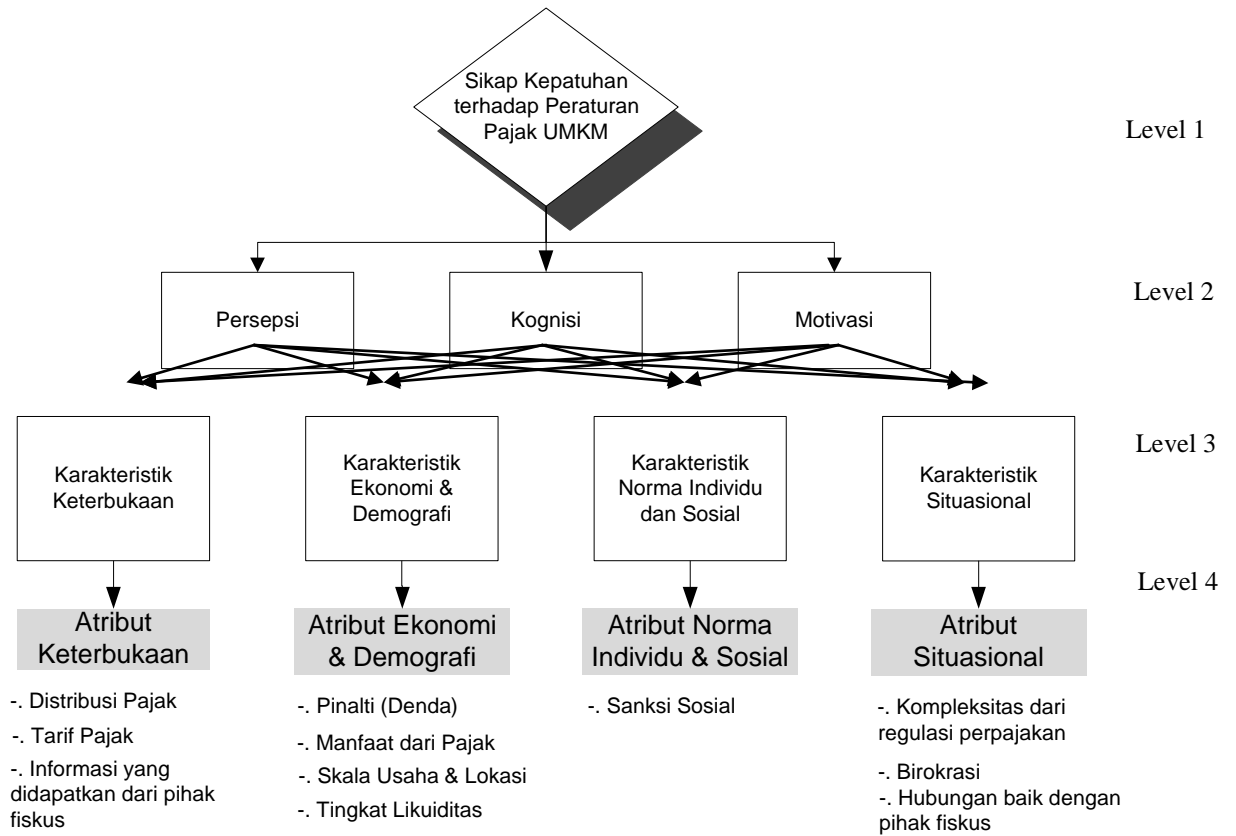 Sikap Kepatuhan
terhadap Peraturan
Pajak UMKM
Level 1
Persepsi
Kognisi
Motivasi
Level 2
Karakteristik
Keterbukaan
Karakteristik
Ekonomi &
Demografi
Karakteristik
Norma Individu
dan Sosial
Karakteristik
Situasional
Level 3
Level 4
Atribut
Keterbukaan
-. Distribusi Pajak
-. Tarif Pajak
-. Informasi yang
didapatkan dari pihak
fiskus
Atribut Ekonomi
& Demografi
-. Pinalti (Denda)
-. Manfaat dari Pajak
-. Skala Usaha & Lokasi
-. Tingkat Likuiditas
Atribut Norma
Individu & Sosial
-. Sanksi Sosial
Atribut
Situasional
-. Kompleksitas dari
regulasi perpajakan
-. Birokrasi
-. Hubungan baik dengan
pihak fiskus